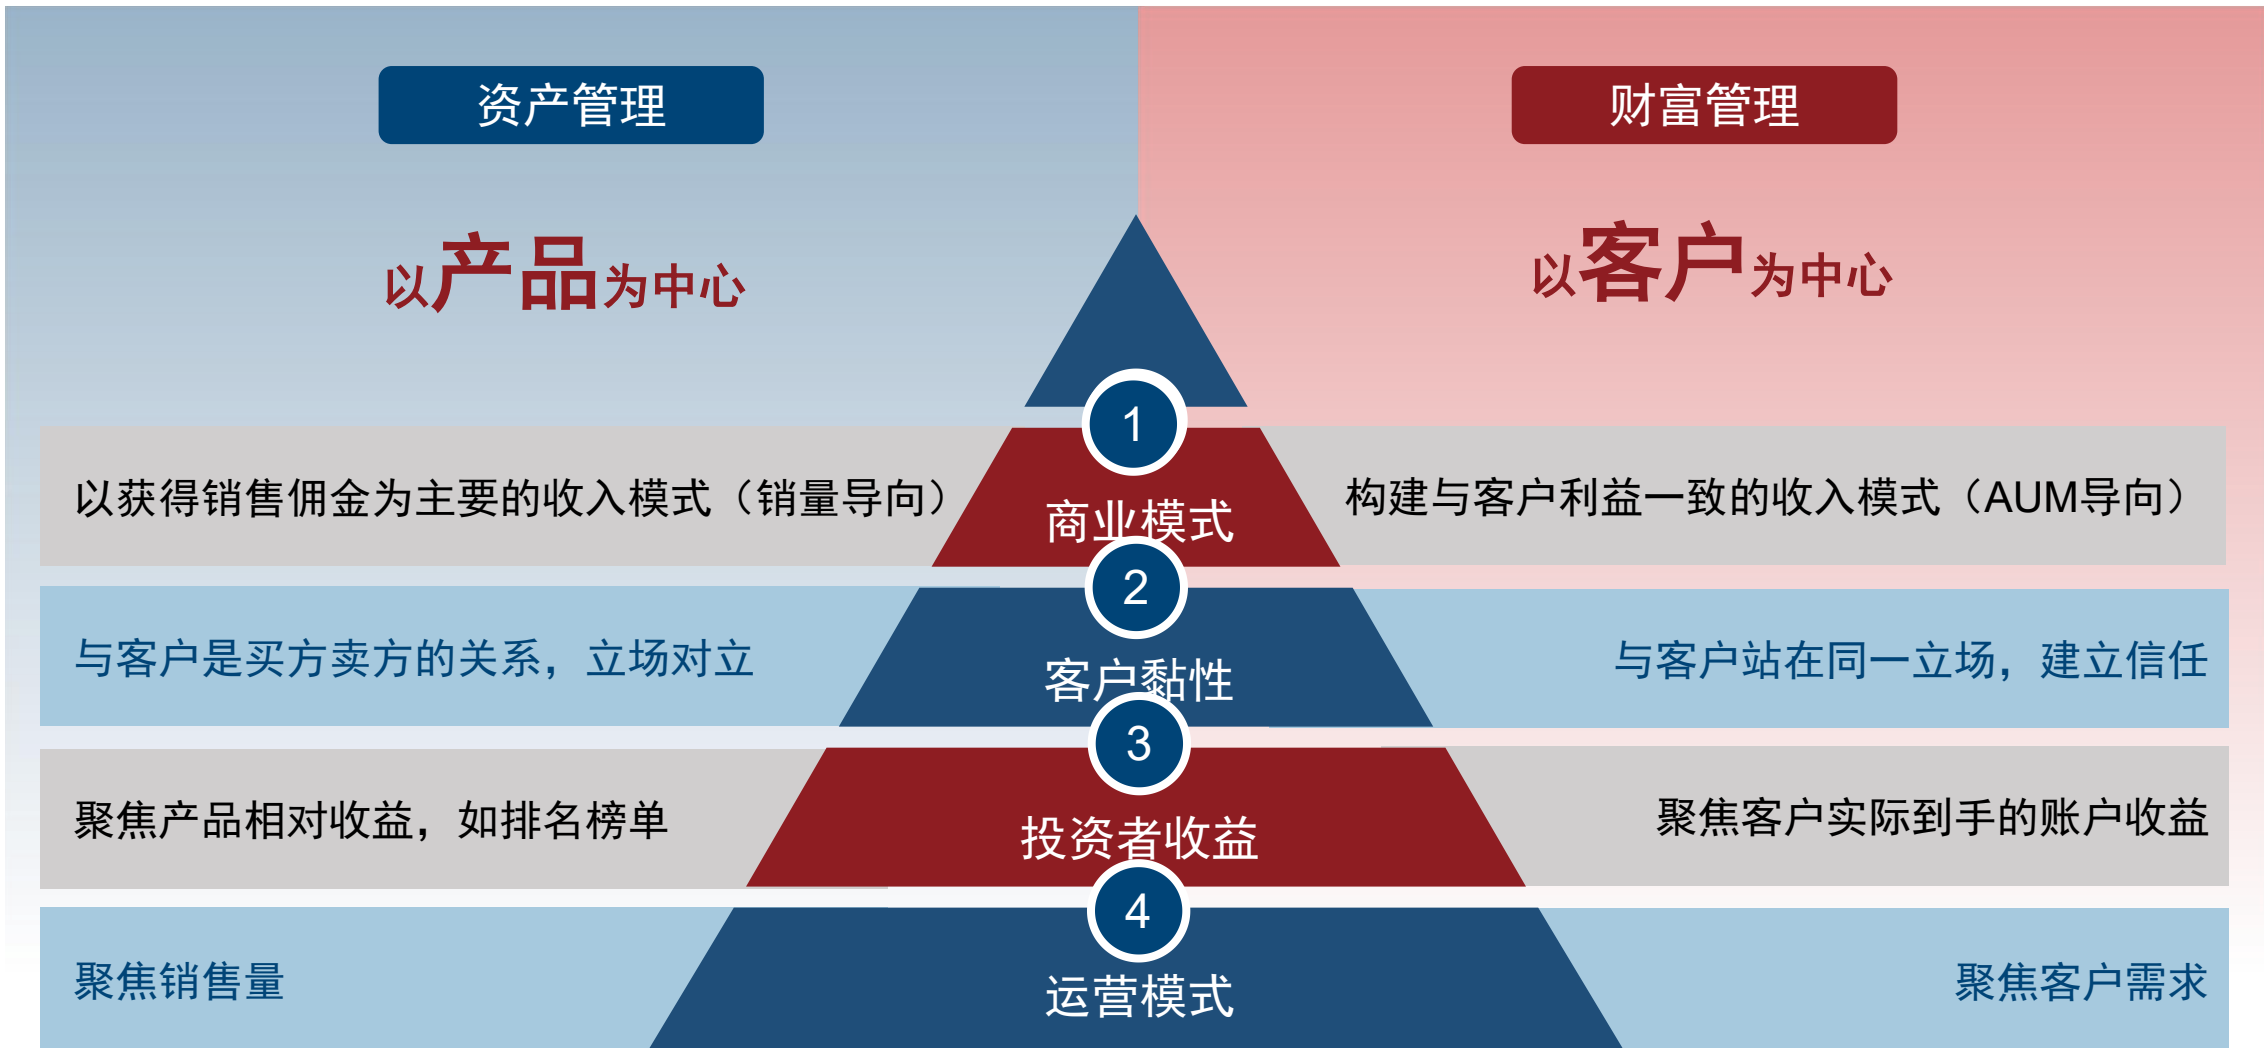 资产管理
财富管理
以产品为中心
以客户为中心
1
以获得销售佣金为主要的收入模式（销量导向）
商业模式
构建与客户利益一致的收入模式（AUM导向）
2
与客户是买方卖方的关系，立场对立
客户黏性
与客户站在同一立场，建立信任
3
聚焦产品相对收益，如排名榜单
投资者收益
聚焦客户实际到手的账户收益
4
聚焦销售量
运营模式
聚焦客户需求